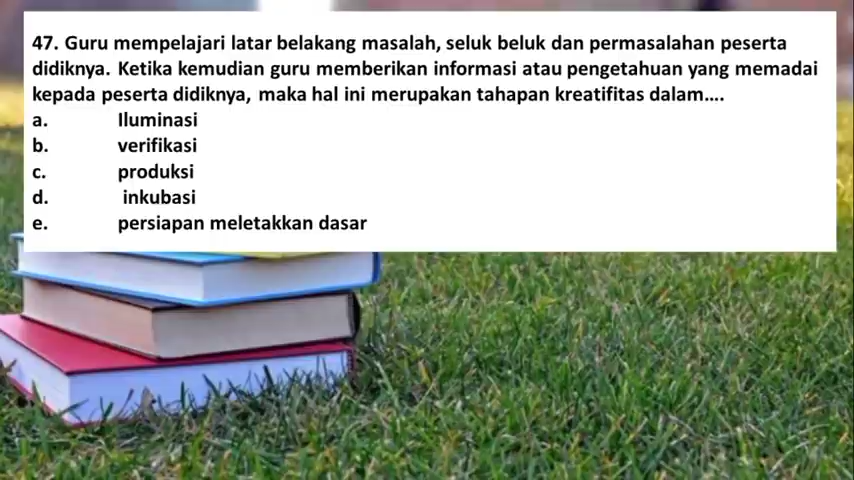 47. Guru mempelajari latar belakang masalah, seluk beluk dan permasalahan peserta
didiknya. Ketika kemudian guru memberikan informasi atau pengetahuan yang memadai
kepada peserta didiknya, maka hal ini merupakan tahapan kreatifitas dalam....
a. Iluminasi
b. verifikasi
c. produksi
d. inkubasi
e. persiapan meletakkan dasar